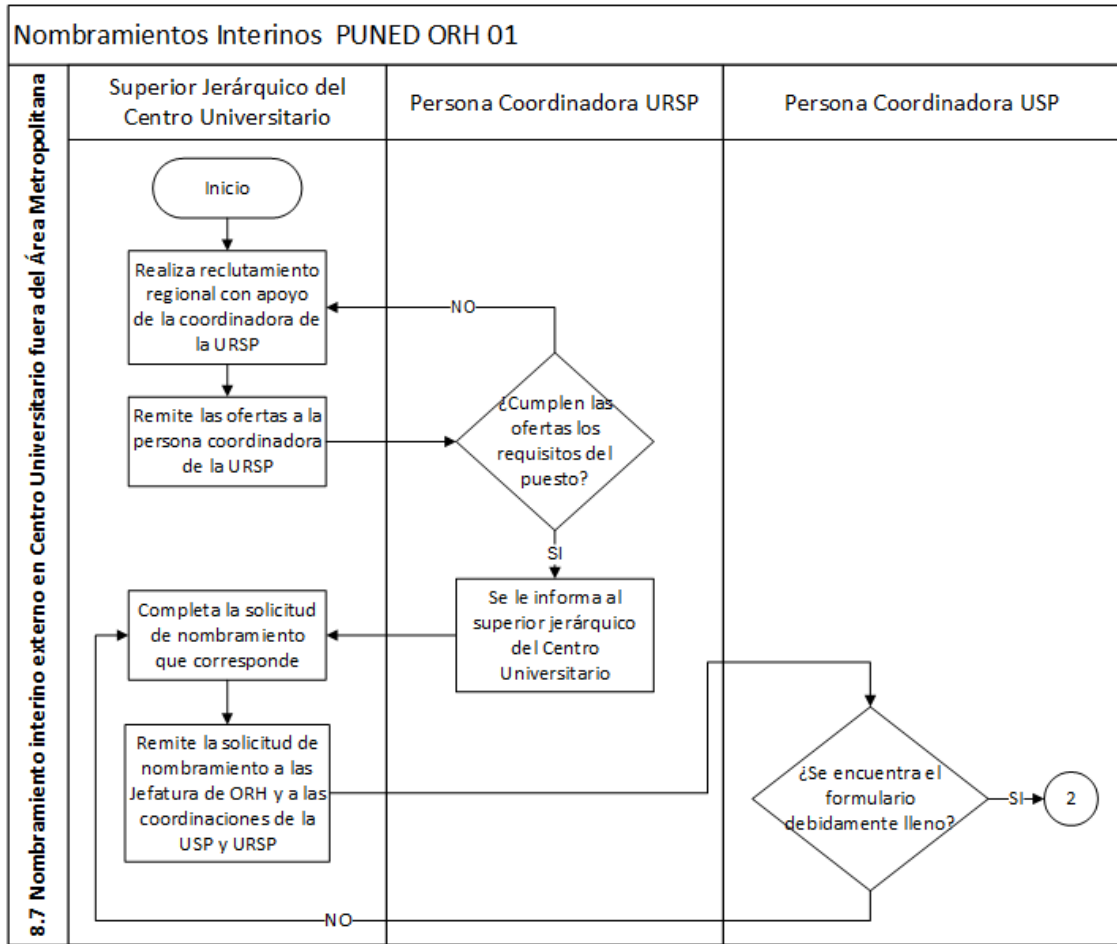 Nombramientos Interinos PUNED ORH 01
8.7 Nombramiento interino externo en Centro Universitario fuera del Área Metropolitana
Superior Jerárquico del
Centro Universitario
Persona Coordinadora URSP
Persona Coordinadora USP
Inicio
Realiza reclutamiento
regional con apoyo
de la coordinadora de
la URSP
NO
Remite las ofertas a la
persona coordinadora
de la URSP
¿Cumplen las
ofertas los
requisitos del
puesto?
SI
Se le informa al
superior jerárquico
del Centro
Universitario
Completa la solicitud
de nombramiento
que corresponde
Remite la solicitud de
nombramiento a las
Jefatura de ORH y a las
coordinaciones de la
USP y URSP
¿Se encuentra el
formulario
debidamente lleno?
SI
2
NO